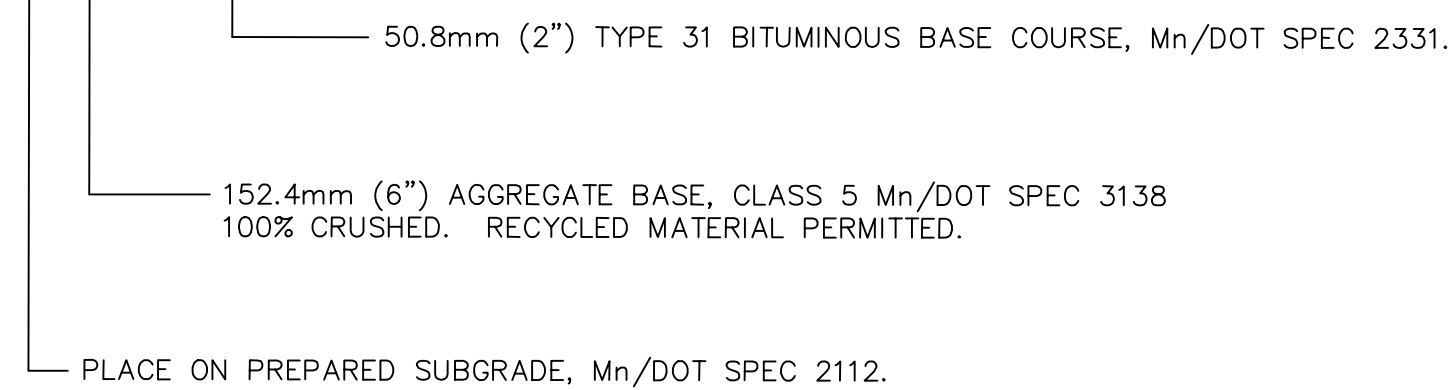 50.8mm (2") TYPE 31 BITUMINOUS BASE COURSE, Mn/DOT SPEC 2331.
152.4mm (6") AGGREGATE BASE, CLASS 5 Mn/DOT SPEC 3138
100% CRUSHED. RECYCLED MATERIAL PERMITTED.
PLACE ON PREPARED SUBGRADE, Mn/DOT SPEC 2112.